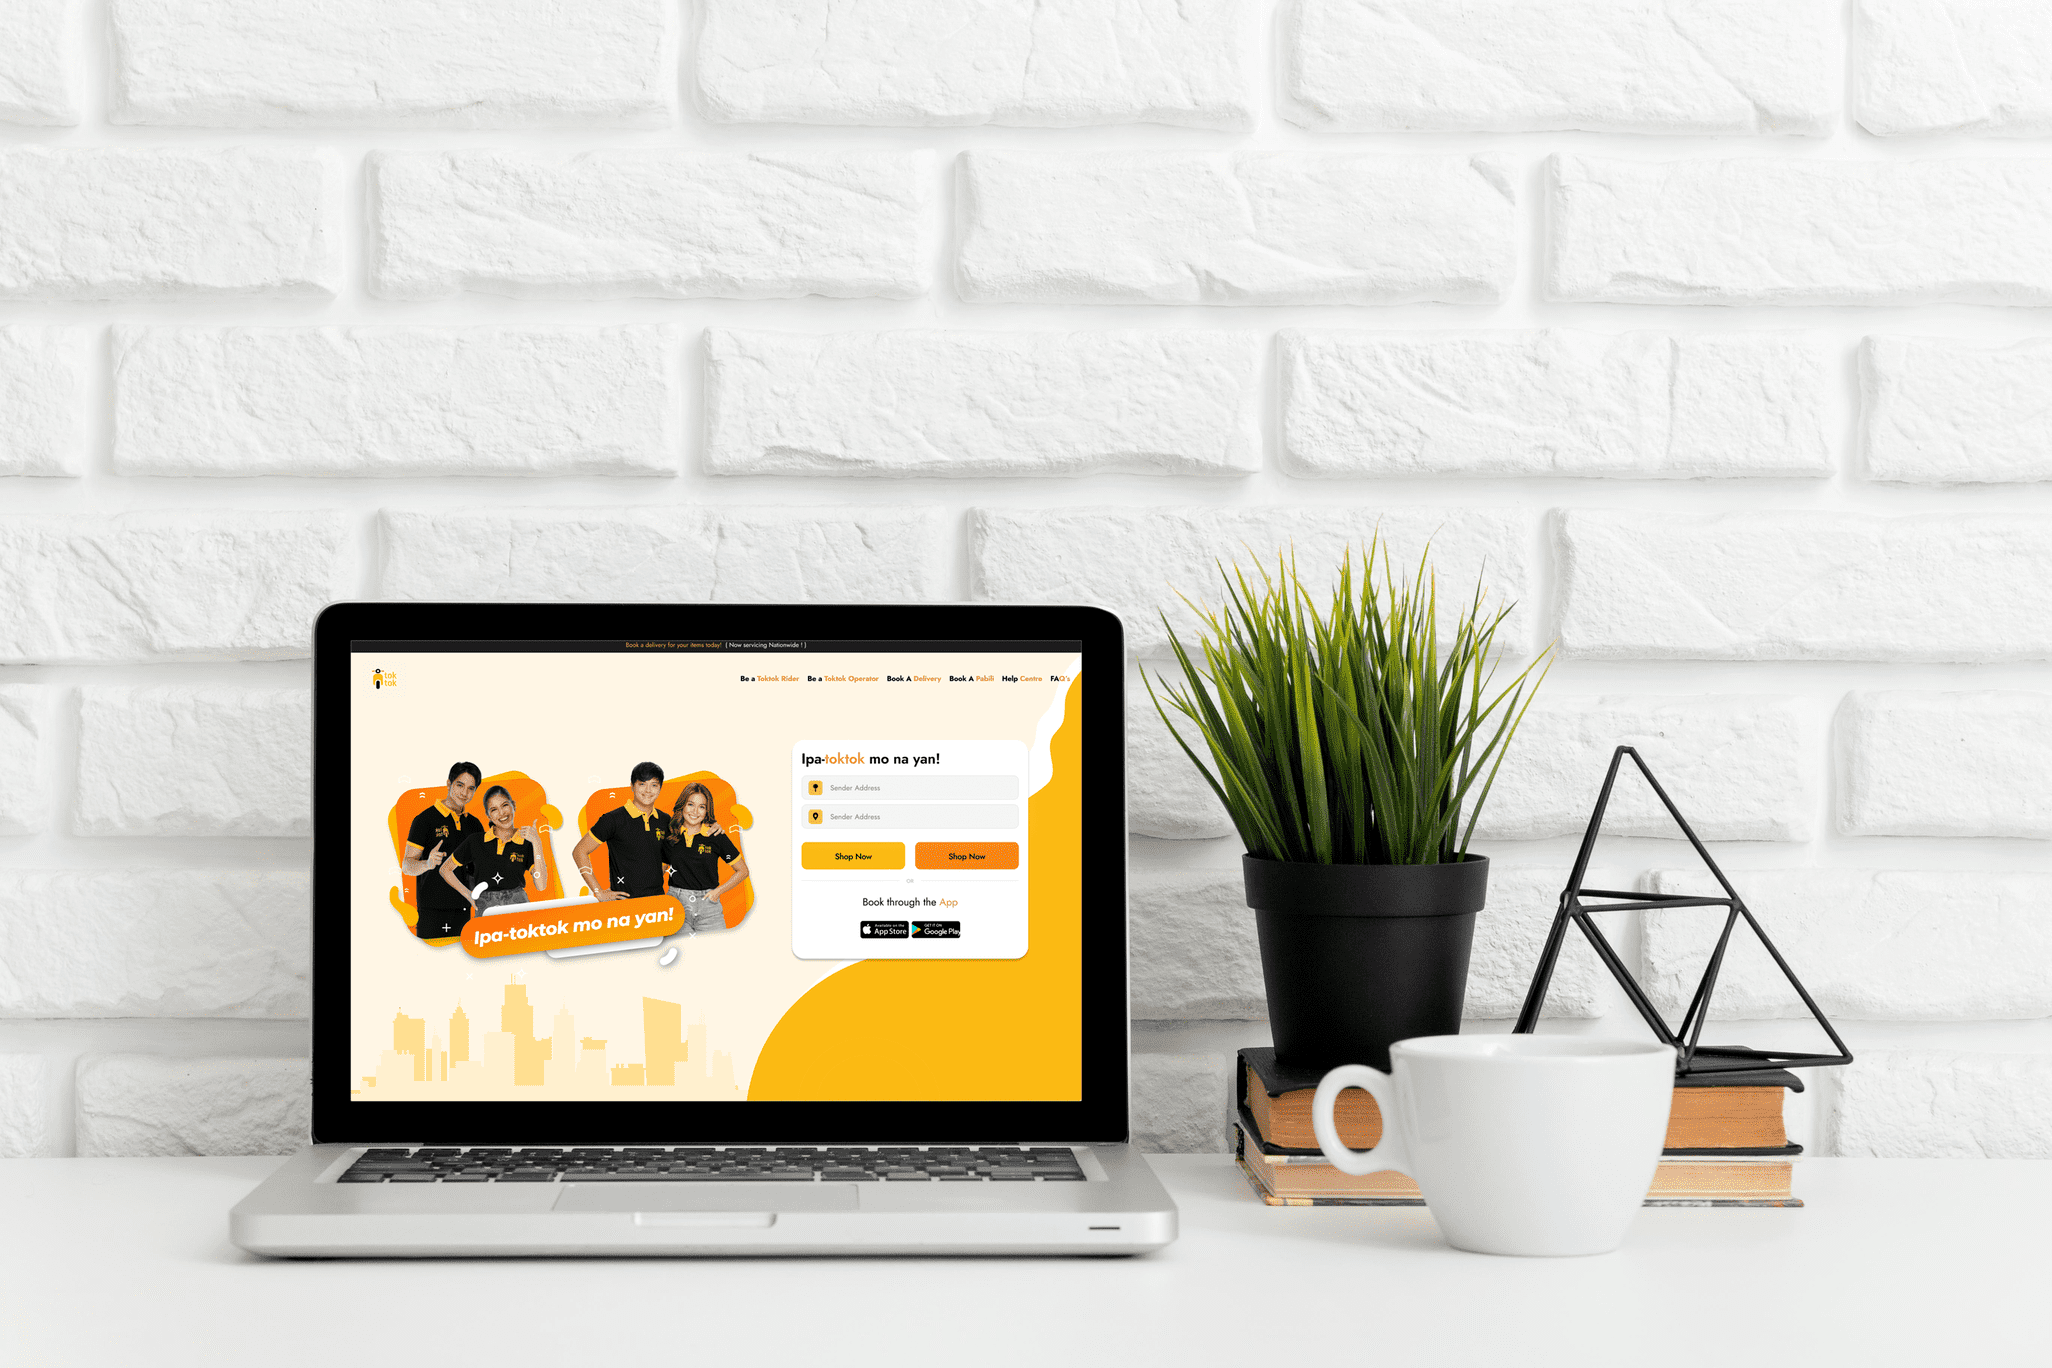 Book a delivery for your items today! ( Now servicing Nationwide ! )
tok
tok
Be a Toktok Rider Be a Toktok Operator Book A Delivery Book A Pabili Help Centre FAQ's
Ipa-toktok mo na yan!
Ipa-toktok mo na yan!
Sender Address
Sender Address
Shop Now Shop Now
OR
Book through the App
Available on the
App Store
GET IT ON
Google Play